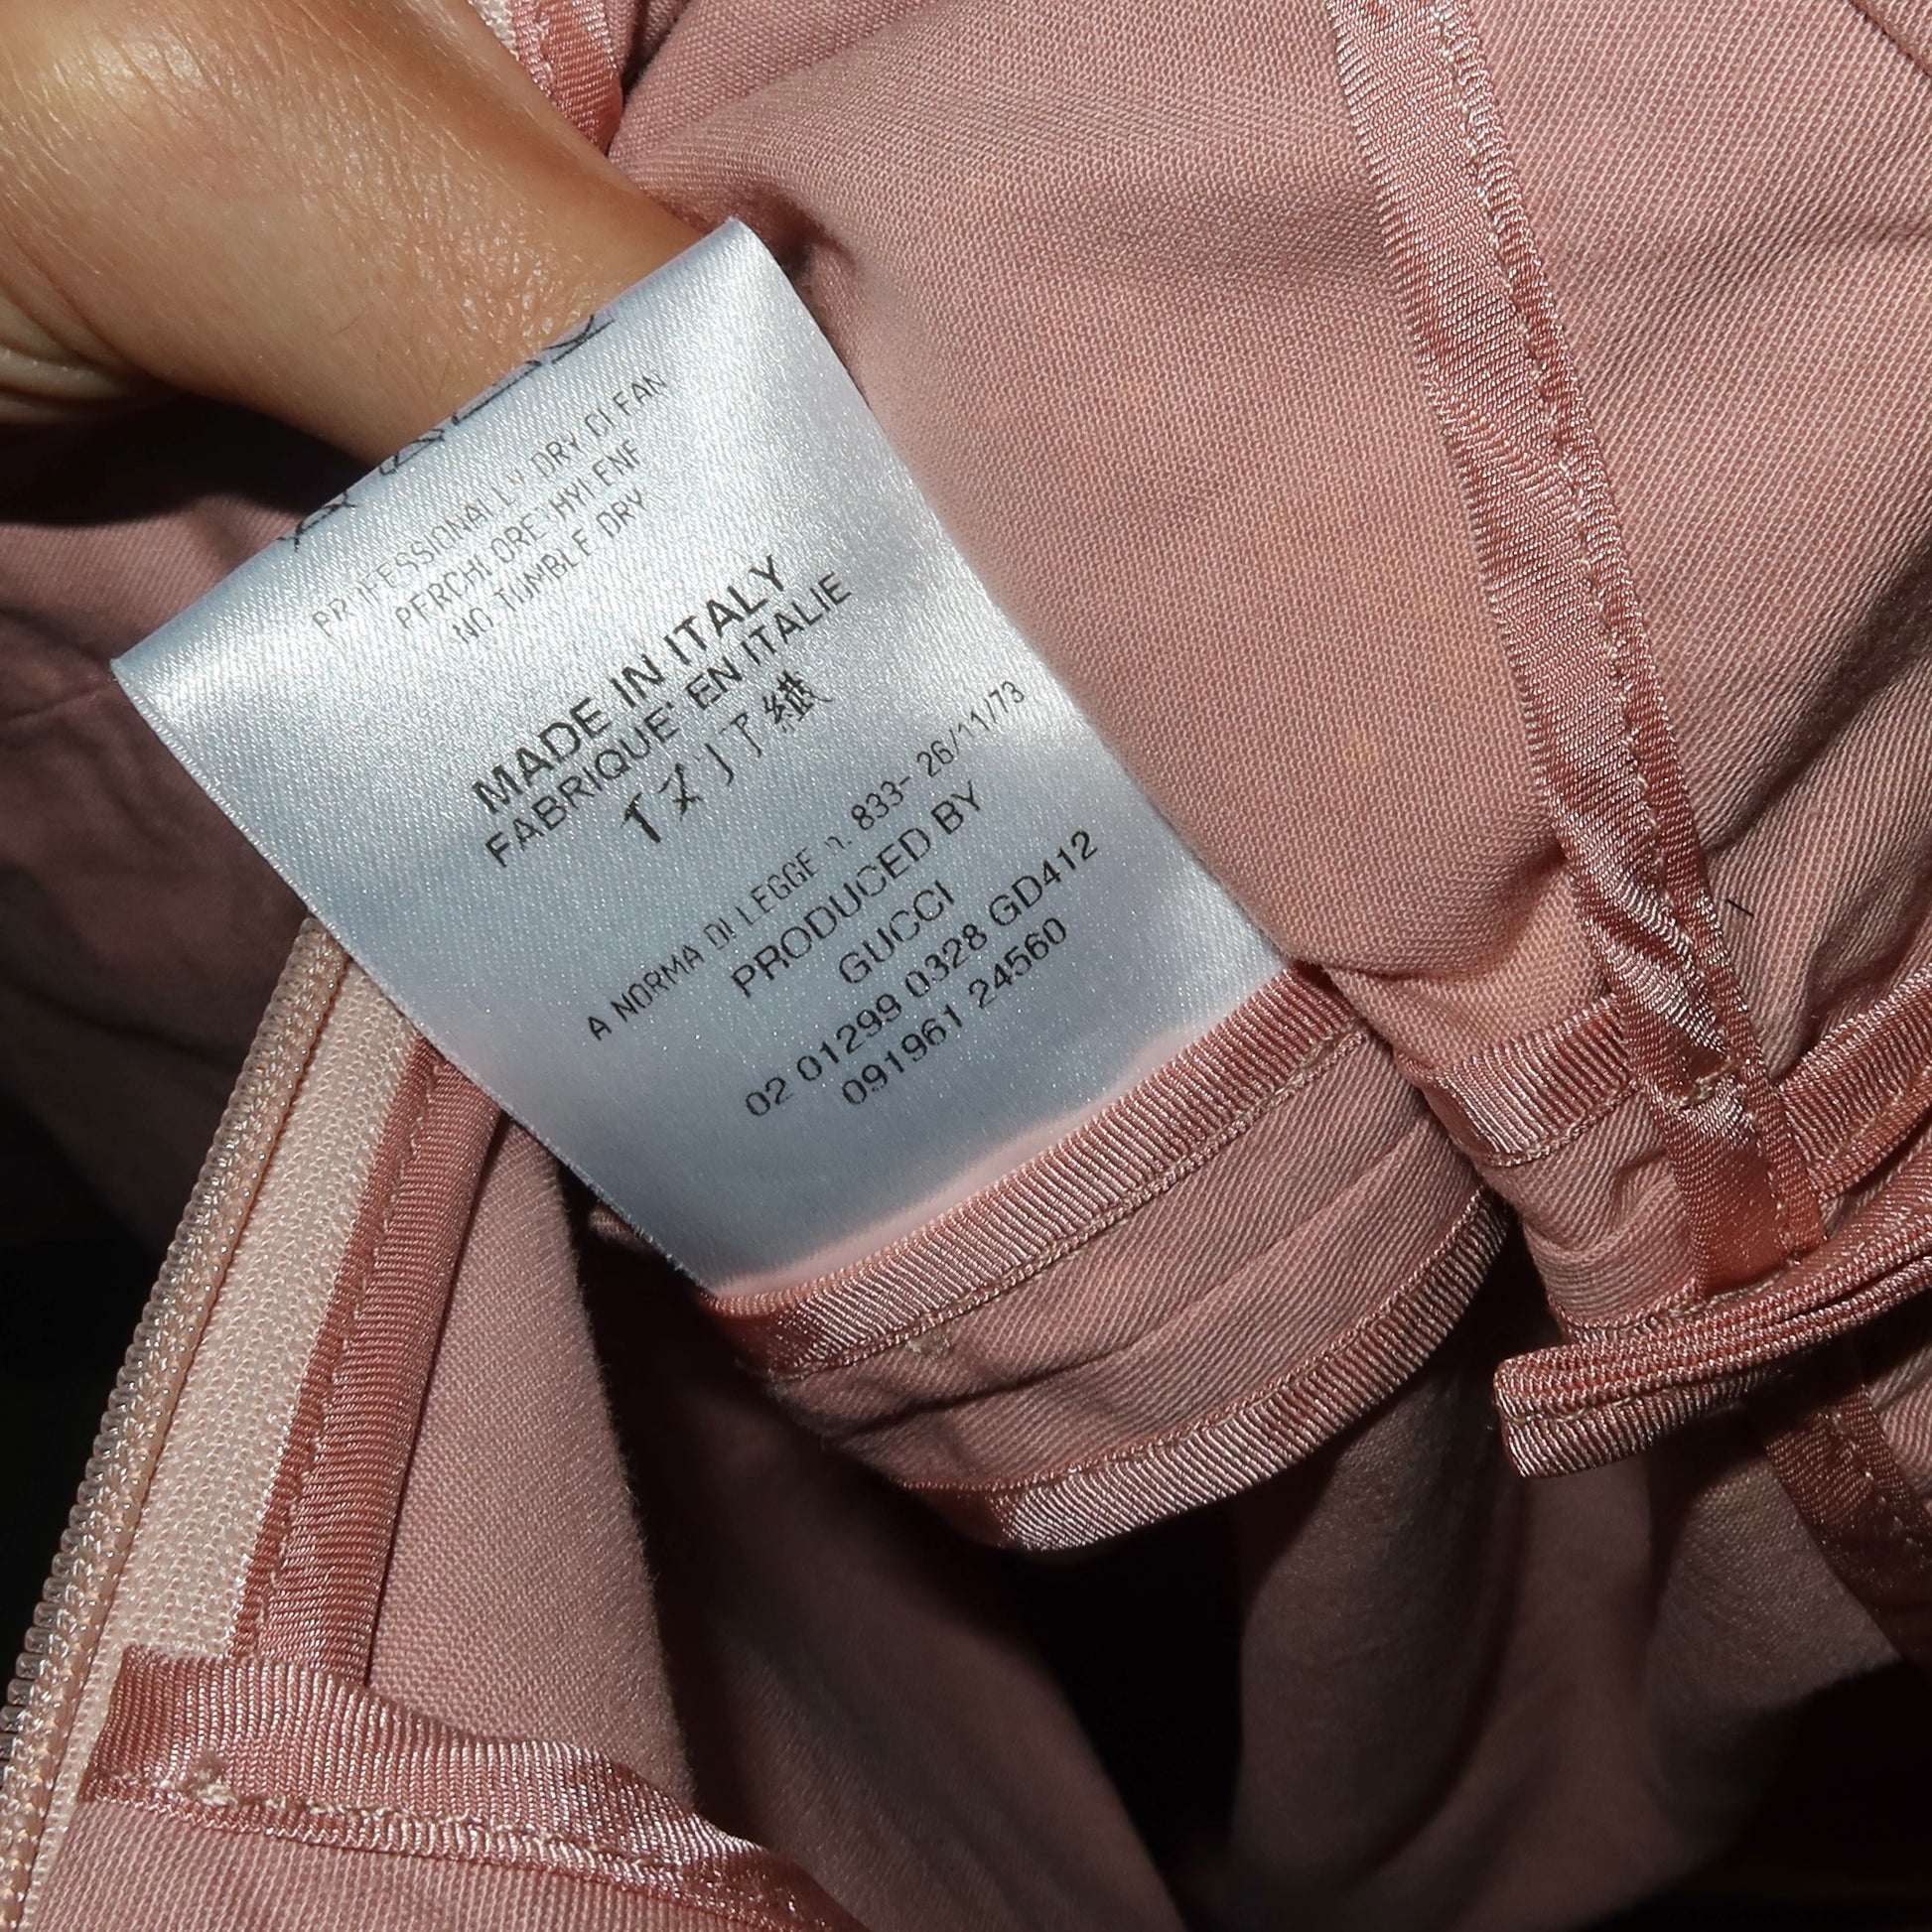 PROFESSIONALLY DRY CLEAN
PERCHLORETHYLENE
NO TUMBLE DRY
MADE IN ITALY
FABRIQUE' EN ITALIE
A NORMA DI LEGGE n. 833- 26/11/73
PRODUCED BY
GUCCI
02 01299 0328 GD412
091961 24560